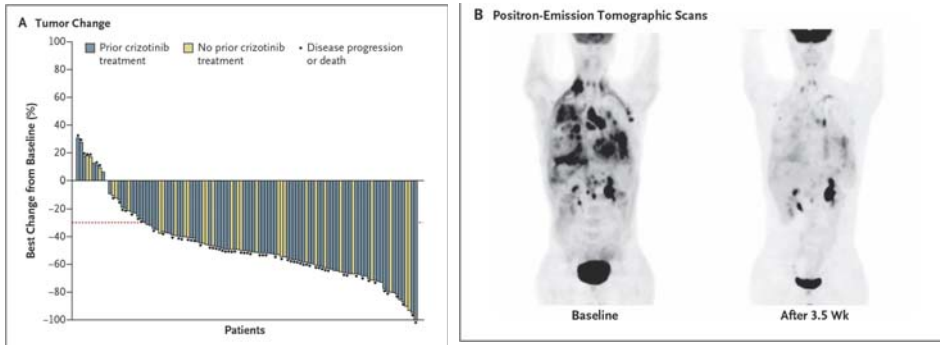 A Tumor Change
100
80
60
40
20
0
−20
−40
−60
−80
−100
Best Change from Baseline (%)
Prior crizotinib
treatment
No prior crizotinib
treatment
Disease progression
or death
Patients
B Positron-Emission Tomographic Scans
Baseline
After 3.5 Wk